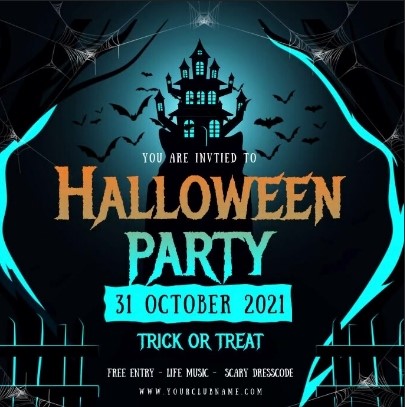 YOU ARE INVTIED TO
HALLOWEEN
PARTY
31 OCTOBER 2021
TRICK OR TREAT
FREE ENTRY - LIFE MUSIC - SCARY DRESSCODE
WWW.YOURCLUBNAME.COM